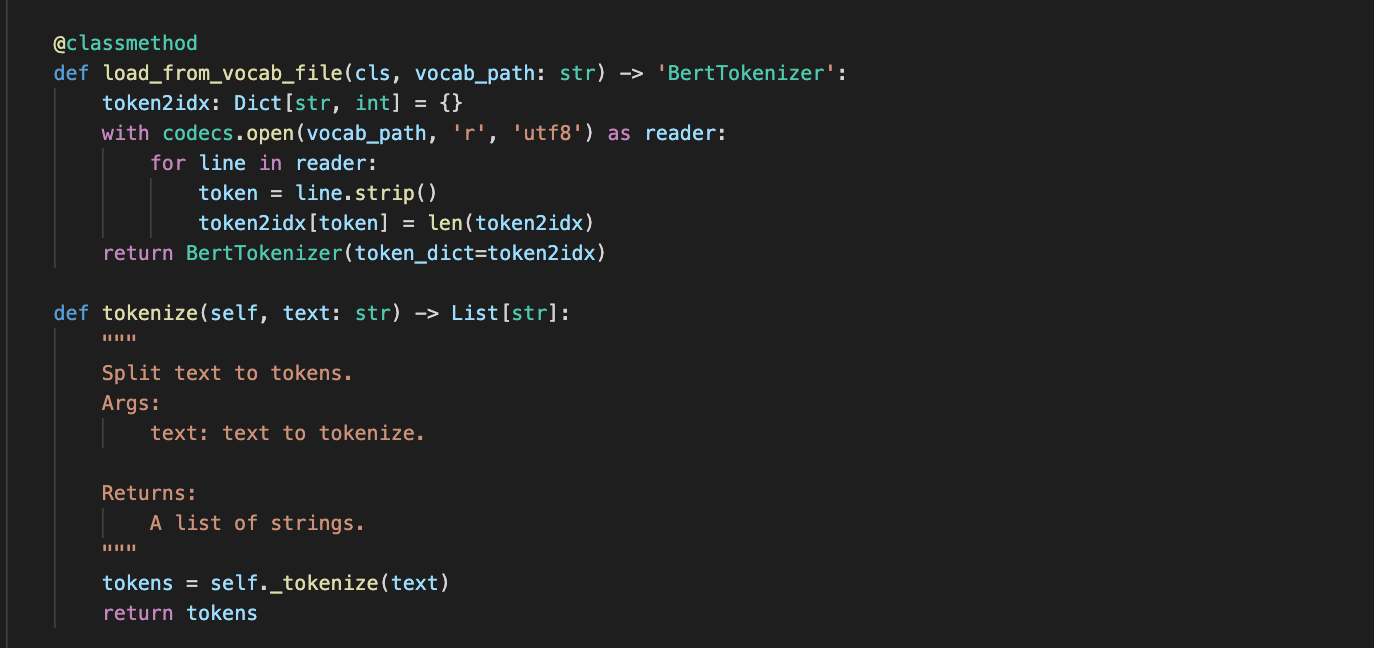 @classmethod
def load_from_vocab_file(cls, vocab_path: str) -> 'BertTokenizer':
    token2idx: Dict[str, int] = {}
    with codecs.open(vocab_path, 'r', 'utf8') as reader:
        for line in reader:
            token = line.strip()
            token2idx[token] = len(token2idx)
    return BertTokenizer(token_dict=token2idx)

def tokenize(self, text: str) -> List[str]:
    """
    Split text to tokens.
    Args:
        text: text to tokenize.

    Returns:
        A list of strings.
    """
    tokens = self._tokenize(text)
    return tokens